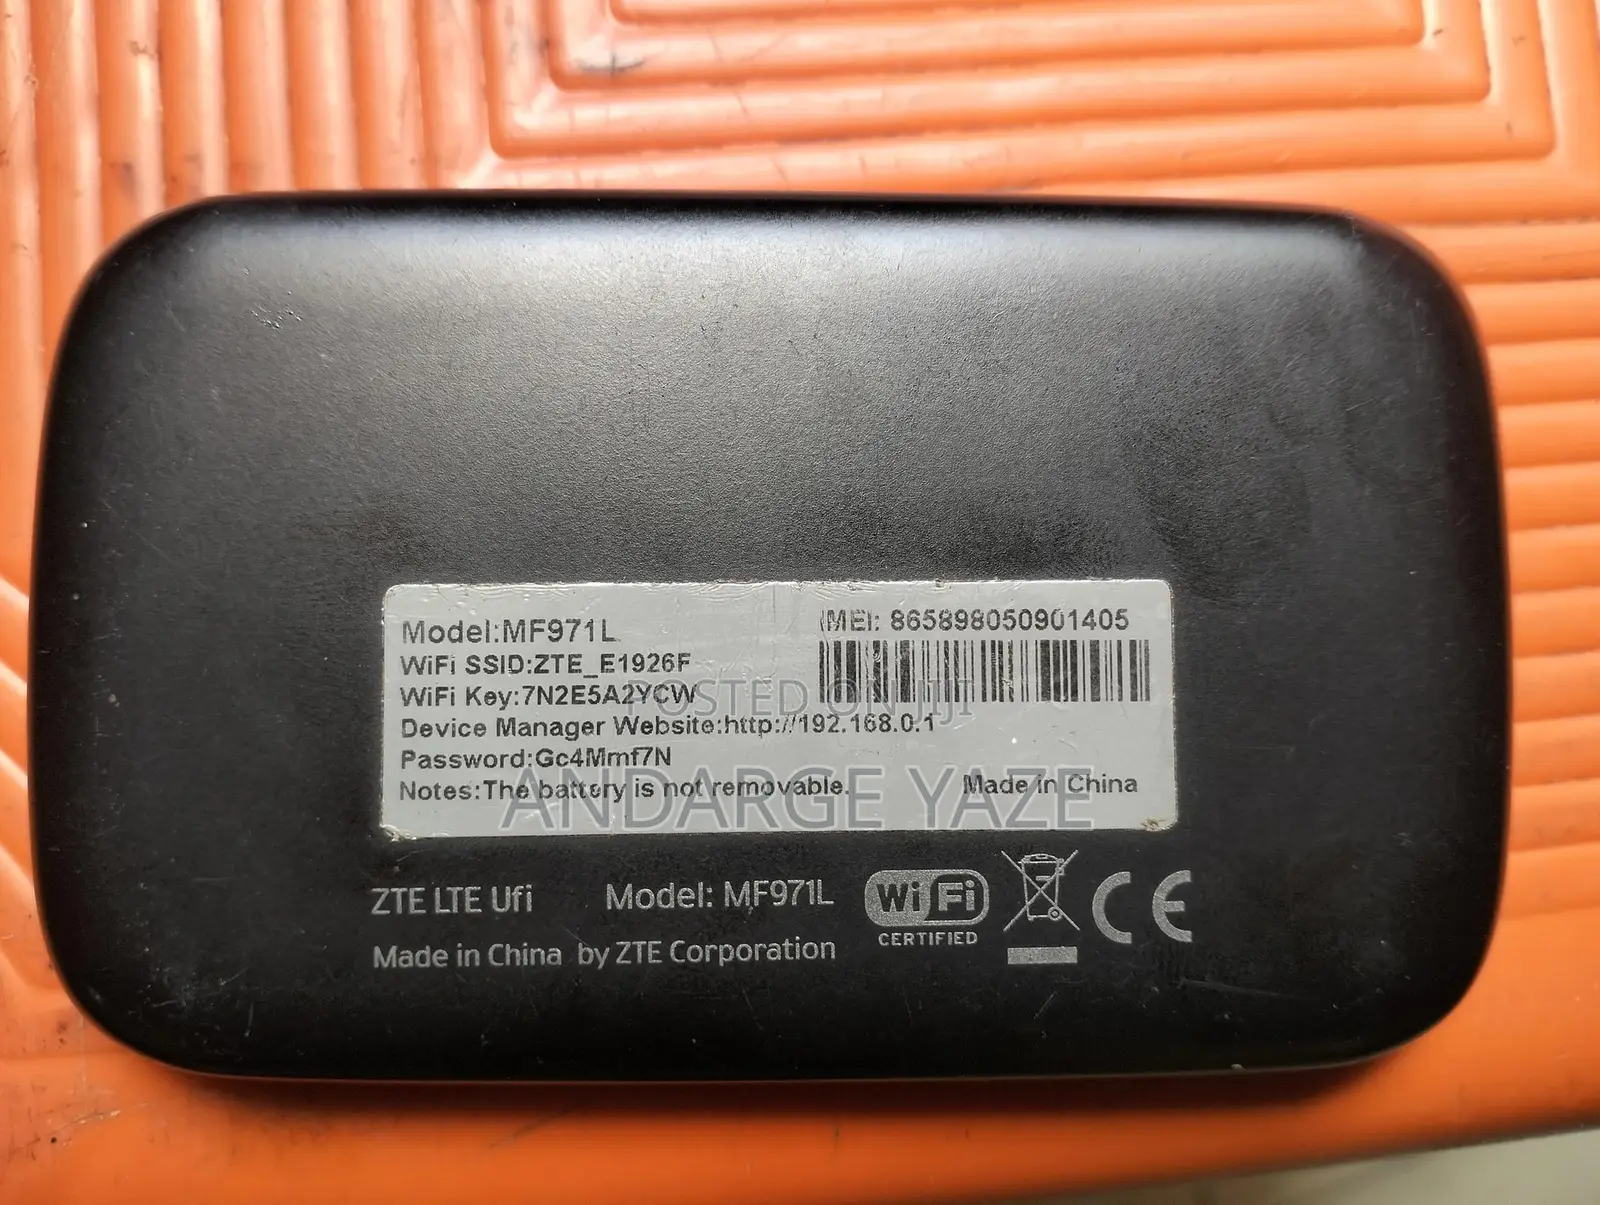 Model:MF971L
IMEI: 865898050901405
WiFi SSID:ZTE_E1926F
WiFi Key:7N2E5A2YCW
POSTED ON JIJI
Device Manager Website:http://192.168.0.1
Password:Gc4Mmf7N
Notes:The battery is not removable.
Made in China
ANDARGE YAZE
ZTE LTE Ufi
Model: MF971L
WiFi
CERTIFIED
CE
Made in China by ZTE Corporation